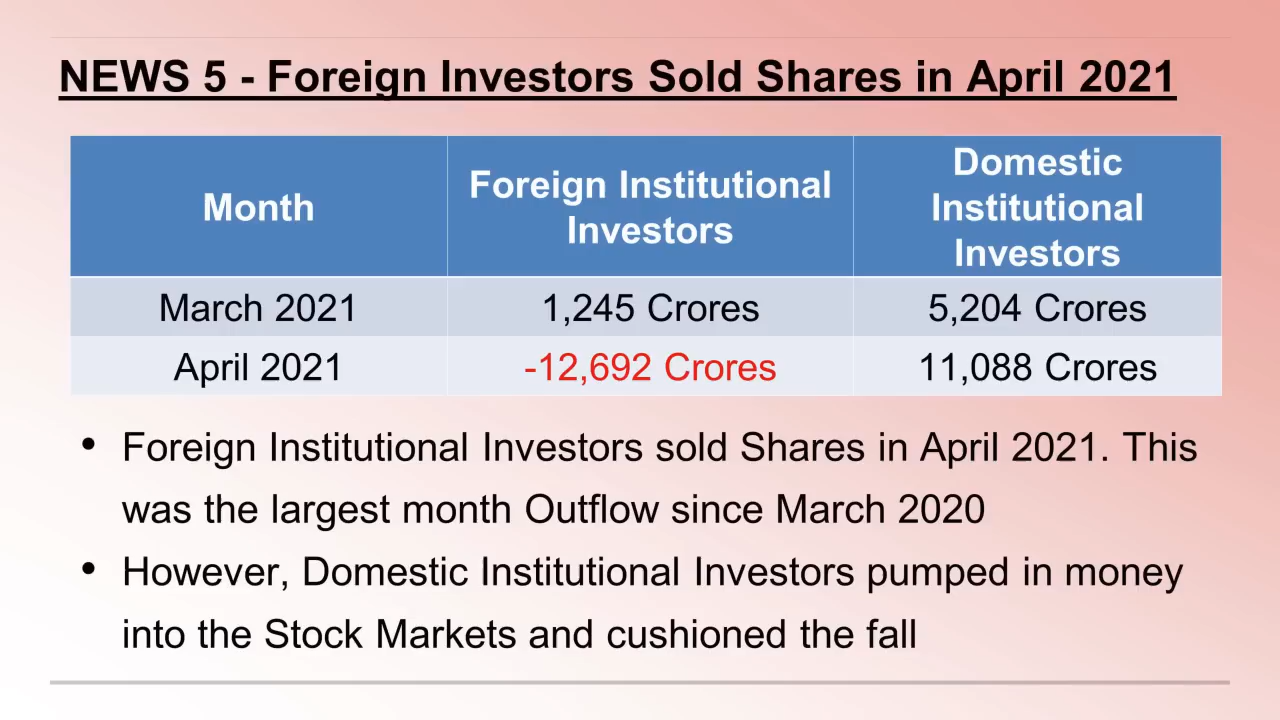 NEWS 5 - Foreign Investors Sold Shares in April 2021
Month
Foreign Institutional
Investors
Domestic
Institutional
Investors
March 2021
1,245 Crores
5,204 Crores
April 2021
-12,692 Crores
11,088 Crores
• Foreign Institutional Investors sold Shares in April 2021. This
was the largest month Outflow since March 2020
• However, Domestic Institutional Investors pumped in money
into the Stock Markets and cushioned the fall